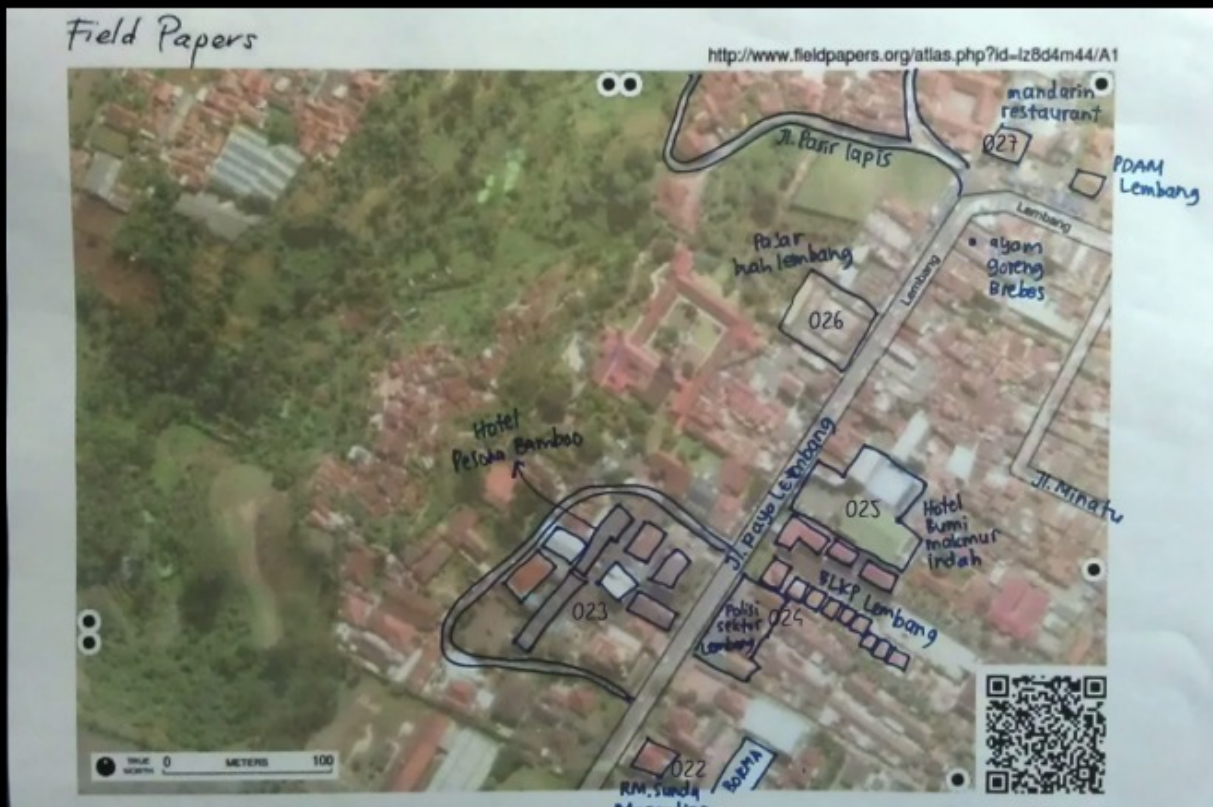 Field Papers
http://www.fieldpapers.org/atlas.php?id=lz8d4m44/A1
mandarin
restaurant
027
Jl. Pasir lapis
PDAM
Lembang
Lembang
Pasar
lembang
Lembang
ayam
goreng
Brebes
026
Hotel
Pesona Bamboo
Jl. Raya Lembang
Jl. Minatu
025
Hotel
Bumi
makmur
indah
BLKP Lembang
023
Polisi
sektor
Lembang
024
TRUE
NORTH
0 METERS 100
022
RM. Sunda
BORMA